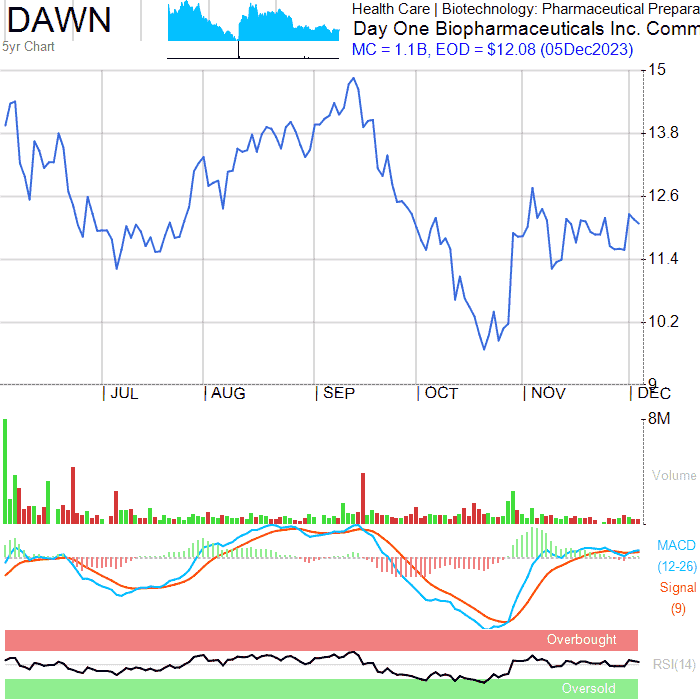 DAWN
5yr Chart
Health Care | Biotechnology: Pharmaceutical Prepara
Day One Biopharmaceuticals Inc. Comm
MC = 1.1B, EOD = $12.08 (05Dec2023)
15
13.8
12.6
11.4
10.2
9
| JUL | AUG | SEP | OCT | NOV | DEC
8M
Volume
MACD
(12-26)
Signal
(9)
Overbought
RSI(14)
Oversold